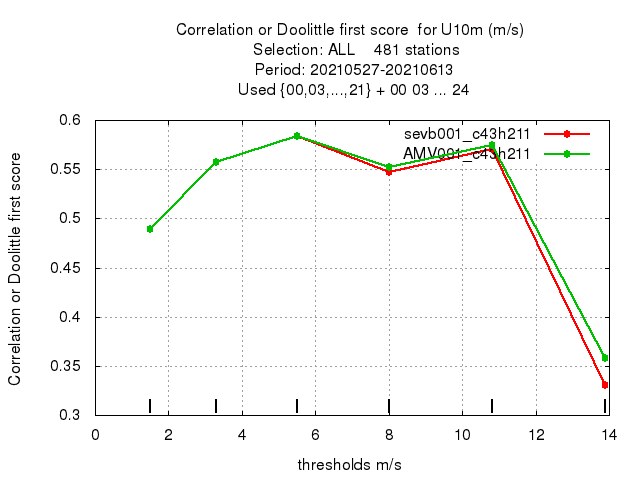 Correlation or Doolittle first score  for U10m (m/s)
Selection: ALL    481 stations
Period: 20210527-20210613
Used {00,03,...,21} + 00 03 ... 24
sevb001_c43h211
AMV001_c43h211
Correlation or Doolittle first score
0.6
0.55
0.5
0.45
0.4
0.35
0.3
0 2 4 6 8 10 12 14
thresholds m/s